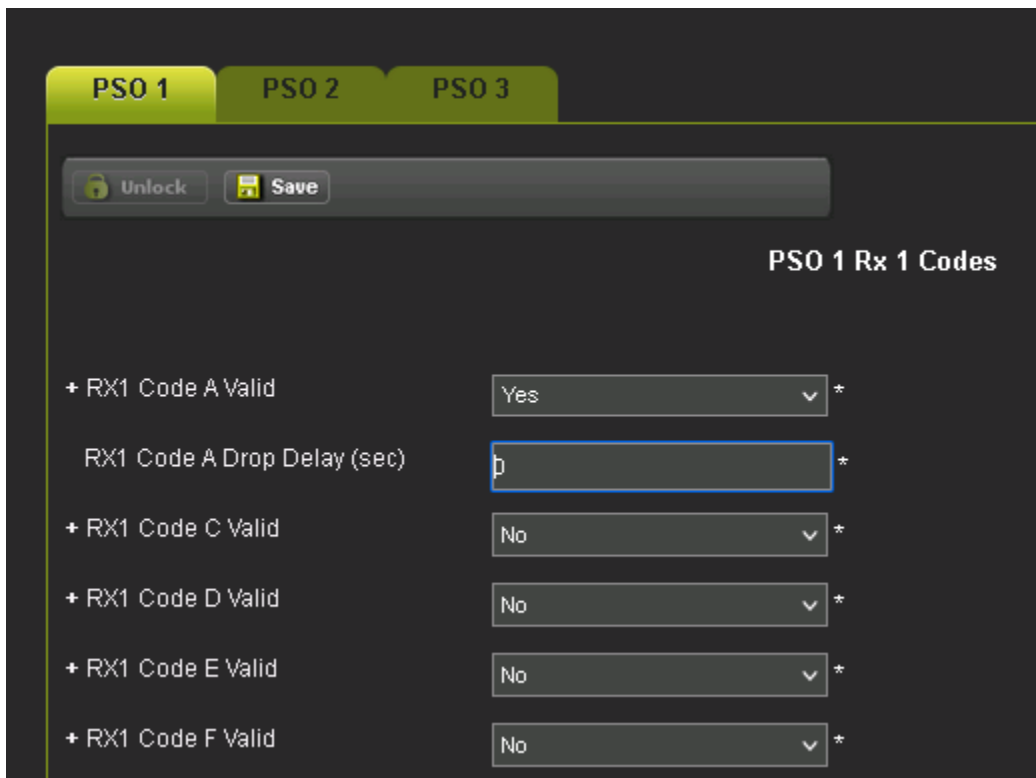 PSO 1 PSO 2 PSO 3
Unlock Save
PSO 1 Rx 1 Codes
+ RX1 Code A Valid Yes *
RX1 Code A Drop Delay (sec) 0 *
+ RX1 Code C Valid No *
+ RX1 Code D Valid No *
+ RX1 Code E Valid No *
+ RX1 Code F Valid No *